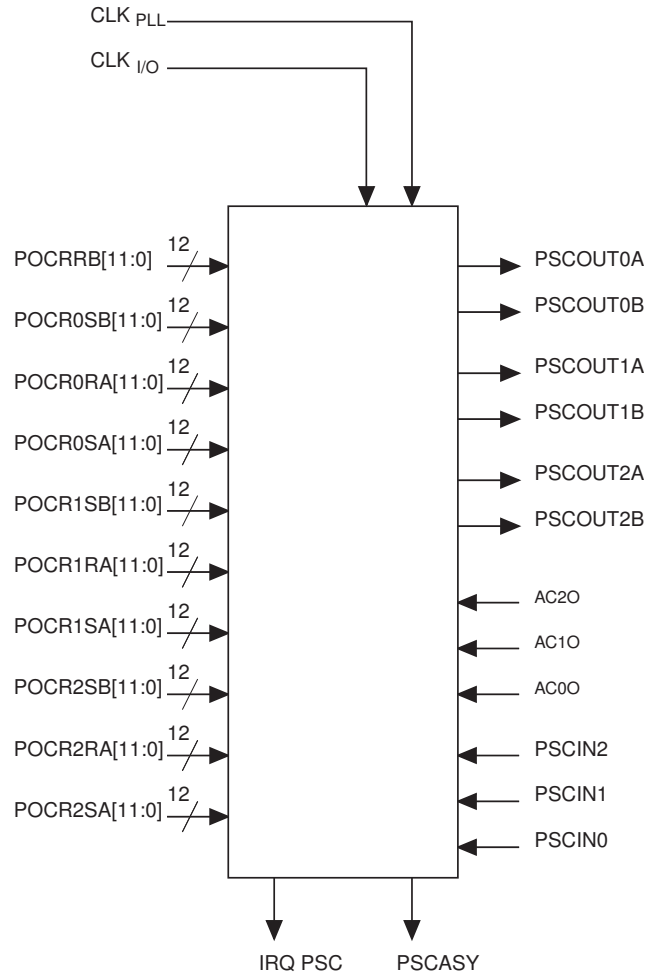 CLK PLL
CLK I/O
POCRRB[11:0] 12
POCR0SB[11:0] 12
POCR0RA[11:0] 12
POCR0SA[11:0] 12
POCR1SB[11:0] 12
POCR1RA[11:0] 12
POCR1SA[11:0] 12
POCR2SB[11:0] 12
POCR2RA[11:0] 12
POCR2SA[11:0] 12
PSCOUT0A
PSCOUT0B
PSCOUT1A
PSCOUT1B
PSCOUT2A
PSCOUT2B
AC2O
AC1O
AC0O
PSCIN2
PSCIN1
PSCIN0
IRQ PSC
PSCASY